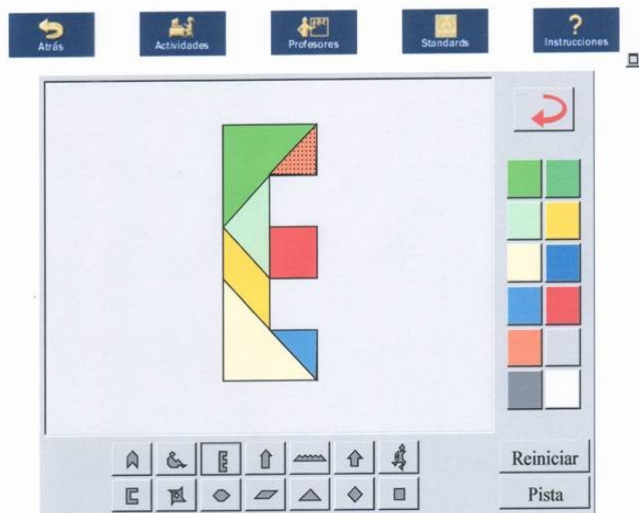 Atrás
Actividades
Profesores
Standards
? Instrucciones
Reiniciar
Pista